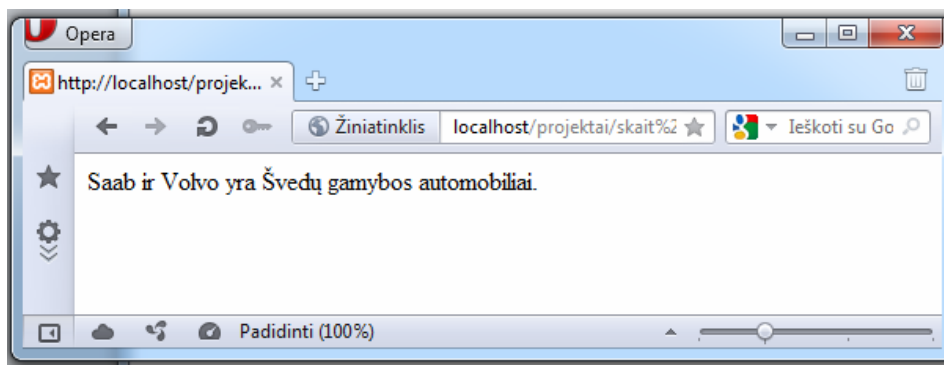 Opera
http://localhost/projek...
Žiniatinklis localhost/projektai/skait%2 Ieškoti su Go
Saab ir Volvo yra Švedų gamybos automobiliai.
Padidinti (100%)